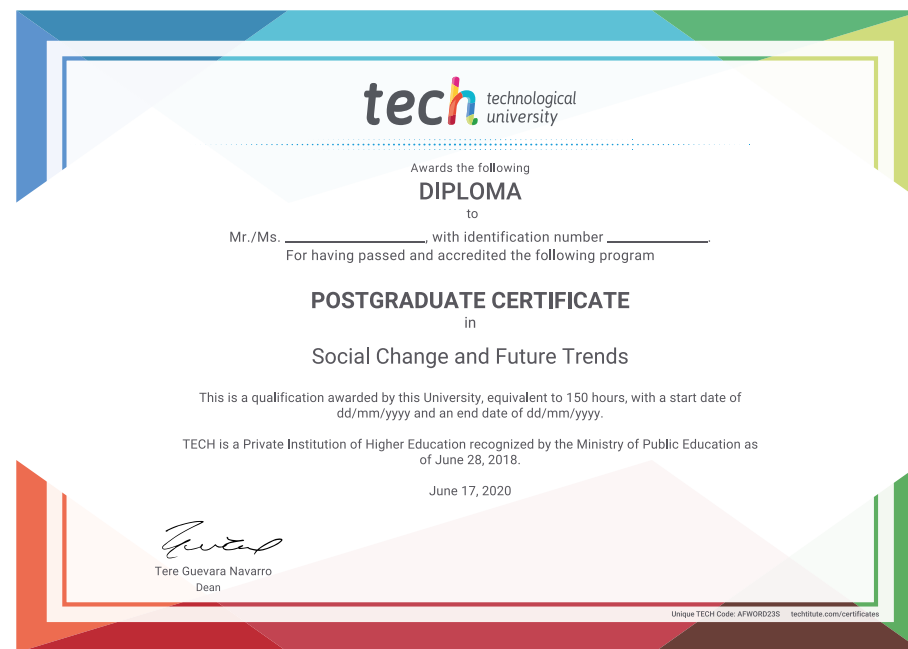 tech technological
university
Awards the following
DIPLOMA
to
Mr./Ms. ____________________, with identification number __________________.
For having passed and accredited the following program
POSTGRADUATE CERTIFICATE
in
Social Change and Future Trends
This is a qualification awarded by this University, equivalent to 150 hours, with a start date of
dd/mm/yyyy and an end date of dd/mm/yyyy.
TECH is a Private Institution of Higher Education recognized by the Ministry of Public Education as
of June 28, 2018.
June 17, 2020
Tere Guevara Navarro
Dean
Unique TECH Code: AFWORD23S techtitute.com/certificates